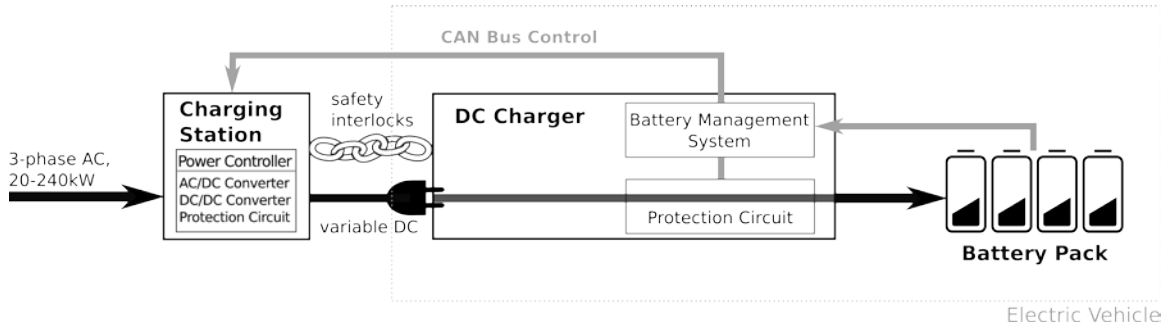 CAN Bus Control
3-phase AC,
20-240kW
Charging
Station
Power Controller
AC/DC Converter
DC/DC Converter
Protection Circuit
safety
interlocks
variable DC
DC Charger
Battery Management
System
Protection Circuit
Battery Pack
Electric Vehicle